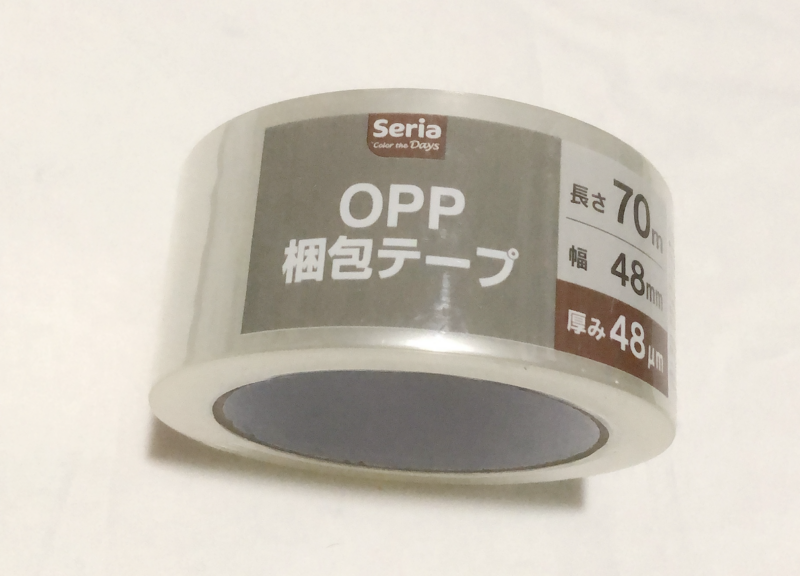 Seria
Color the Days
OPP
梱包テープ
長さ 70m
幅 48mm
厚み 48μm